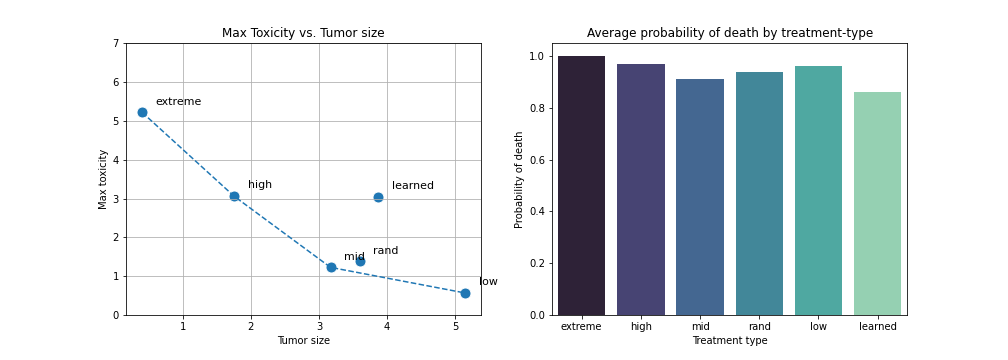 Max Toxicity vs. Tumor size
7
6
5
4
3
2
1
0
Max toxicity
extreme
high
learned
mid
rand
low
1 2 3 4 5
Tumor size
Average probability of death by treatment-type
1.0
0.8
0.6
0.4
0.2
0.0
Probability of death
extreme high mid rand low learned
Treatment type